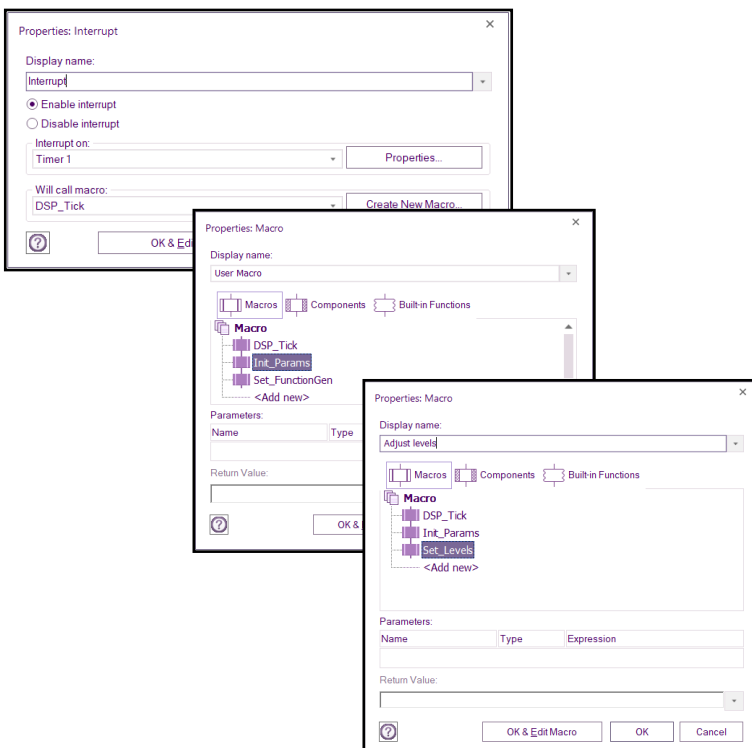 Properties: Interrupt
Display name:
Interrupt
Enable interrupt
Disable interrupt
Interrupt on:
Timer 1
Properties...
Will call macro:
DSP_Tick
Create New Macro...
OK & Edi
Properties: Macro
Display name:
User Macro
Macros Components Built-in Functions
Macro
DSP_Tick
Init_Params
Set_FunctionGen
<Add new>
Parameters:
Name Type
Return Value:
OK &
Properties: Macro
Display name:
Adjust levels
Macros Components Built-in Functions
Macro
DSP_Tick
Init_Params
Set_Levels
<Add new>
Parameters:
Name Type Expression
Return Value:
OK & Edit Macro OK Cancel